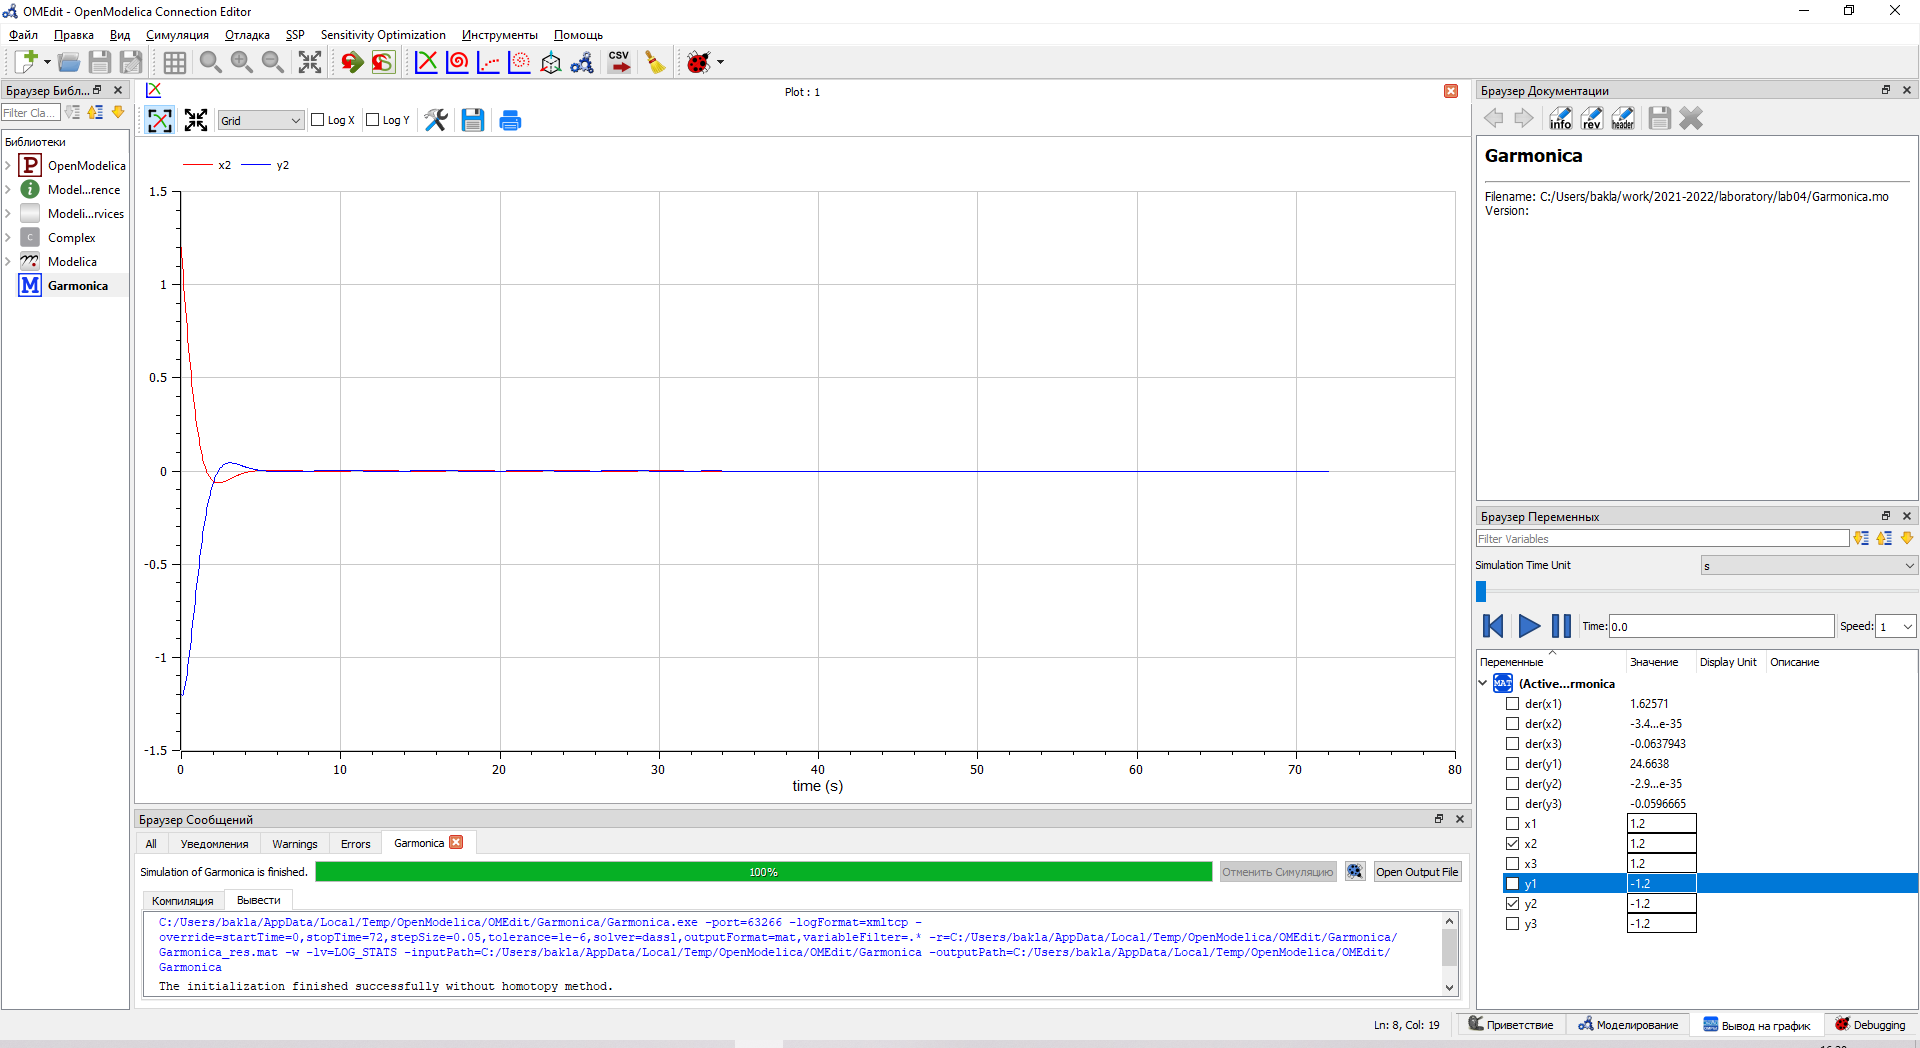 OMEdit - OpenModelica Connection Editor
Файл Правка Вид Симуляция Отладка SSP Sensitivity Optimization Инструменты Помощь
CSV
Браузер Библ...
Filter Cla...
Библиотеки
P OpenModelica
i Model...rence
Modeli...rvices
C Complex
Modelica
M Garmonica
Plot : 1
Grid Log X Log Y
x2 y2
1.5
1
0.5
0
-0.5
-1
-1.5
0 10 20 30 40 50 60 70 80
time (s)
Браузер Сообщений
All Уведомления Warnings Errors Garmonica
Simulation of Garmonica is finished. 100% Отменить Симуляцию Open Output File
Компиляция Вывести
C:/Users/bakla/AppData/Local/Temp/OpenModelica/OMEdit/Garmonica/Garmonica.exe -port=63266 -logFormat=xmltcp -
override=startTime=0,stopTime=72,stepSize=0.05,tolerance=1e-6,solver=dassl,outputFormat=mat,variableFilter=.* -r=C:/Users/bakla/AppData/Local/Temp/OpenModelica/OMEdit/Garmonica/
Garmonica_res.mat -w -lv=LOG_STATS -inputPath=C:/Users/bakla/AppData/Local/Temp/OpenModelica/OMEdit/Garmonica -outputPath=C:/Users/bakla/AppData/Local/Temp/OpenModelica/OMEdit/
Garmonica
The initialization finished successfully without homotopy method.
Браузер Документации
info rev header
Garmonica
Filename: C:/Users/bakla/work/2021-2022/laboratory/lab04/Garmonica.mo
Version:
Браузер Переменных
Filter Variables
Simulation Time Unit s
Time: 0.0 Speed: 1
Переменные Значение Display Unit Описание
MAT (Active...rmonica
der(x1) 1.62571
der(x2) -3.4...e-35
der(x3) -0.0637943
der(y1) 24.6638
der(y2) -2.9...e-35
der(y3) -0.0596665
x1 1.2
x2 1.2
x3 1.2
y1 -1.2
y2 -1.2
y3 -1.2
Ln: 8, Col: 19 Приветствие Моделирование Вывод на график Debugging